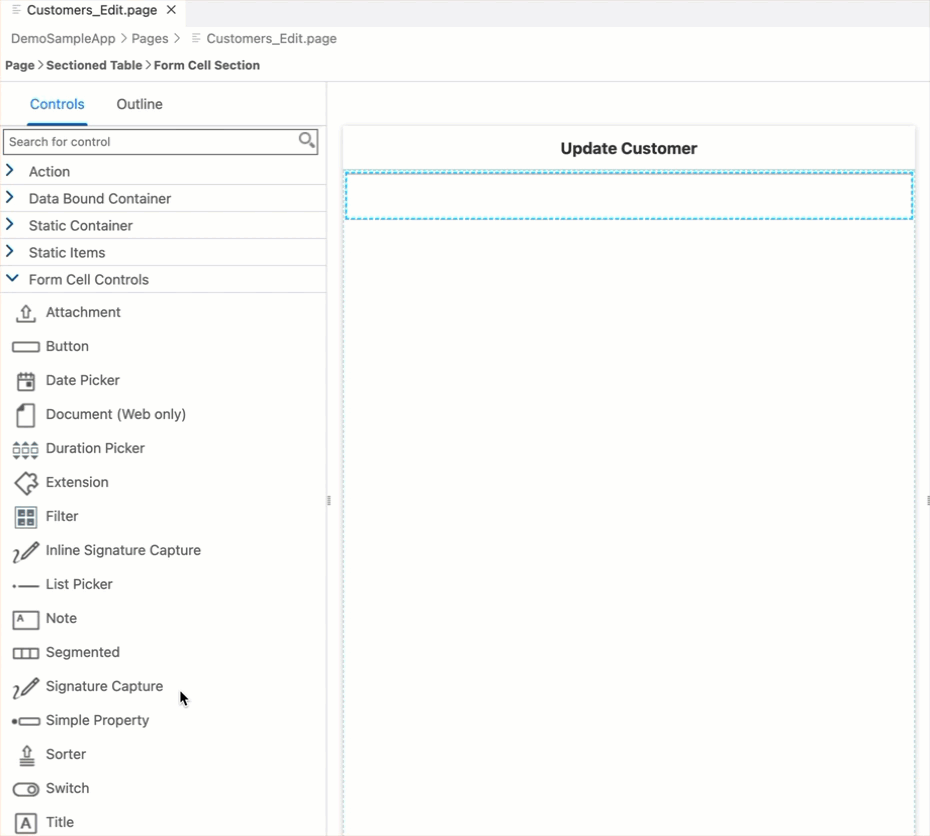 Customers_Edit.page ×
DemoSampleApp > Pages > Customers_Edit.page
Page > Sectioned Table > Form Cell Section
Controls Outline
Search for control
Action
Data Bound Container
Static Container
Static Items
Form Cell Controls
Attachment
Button
Date Picker
Document (Web only)
Duration Picker
Extension
Filter
Inline Signature Capture
List Picker
A Note
Segmented
Signature Capture
Simple Property
Sorter
Switch
A Title
Update Customer